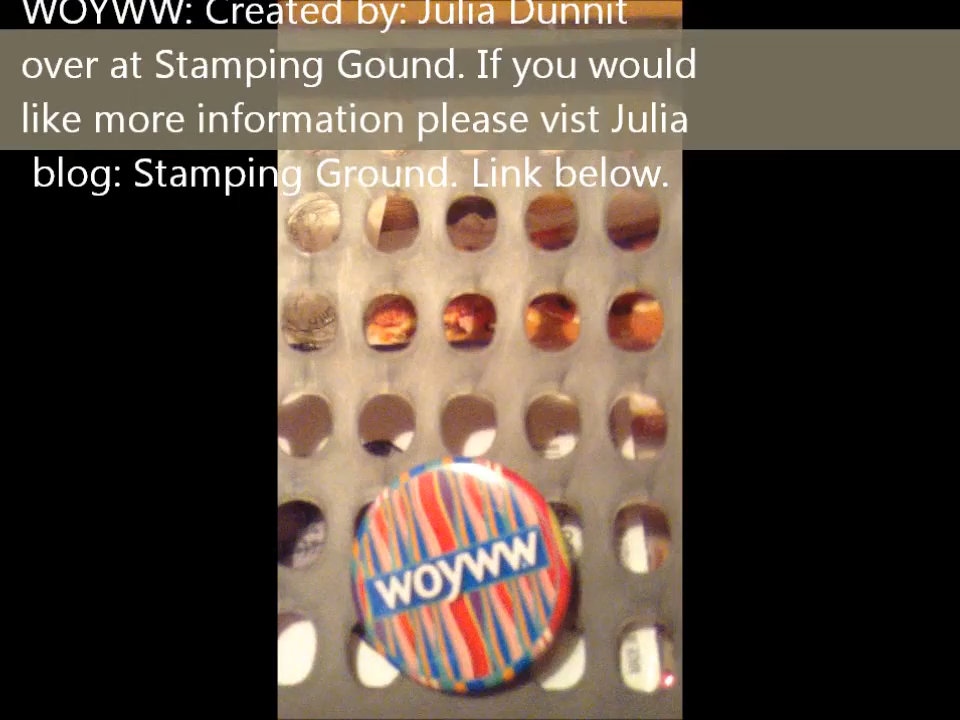 WOYWW: Created by: Julia Dunnit
over at Stamping Gound. If you would
like more information please vist Julia
blog: Stamping Ground. Link below.
woyww